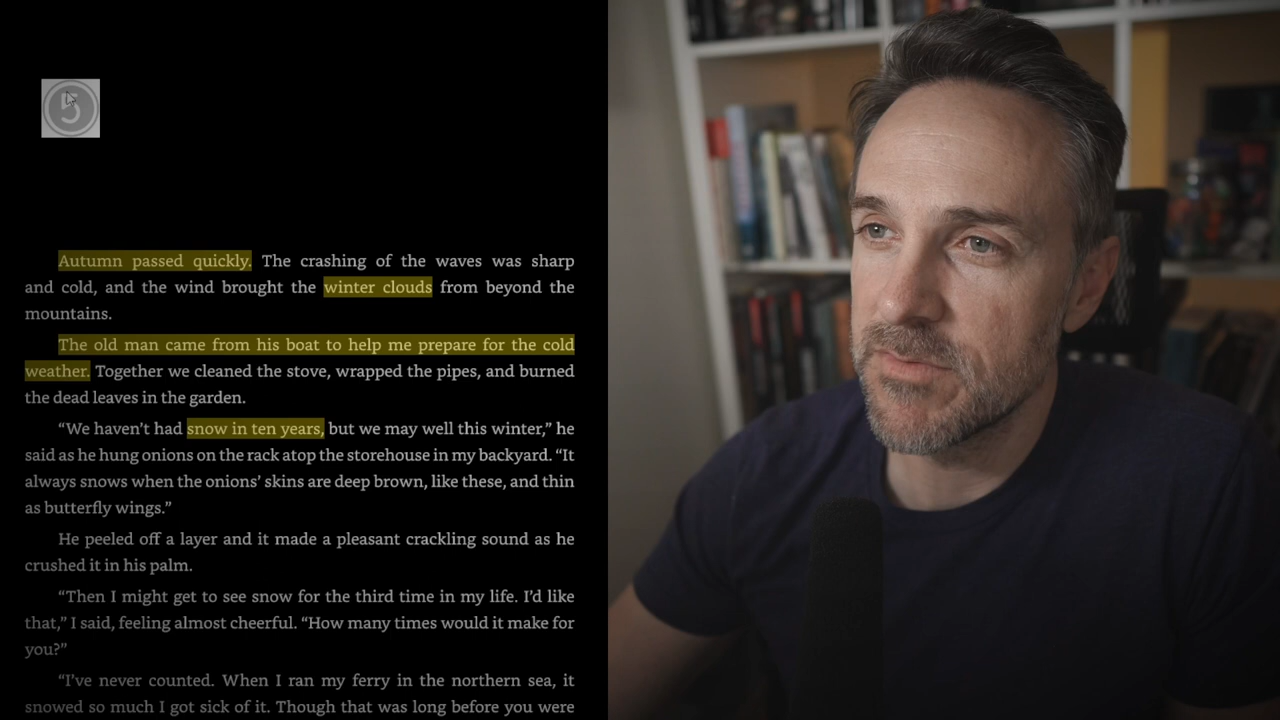 5
Autumn passed quickly. The crashing of the waves was sharp
and cold, and the wind brought the winter clouds from beyond the
mountains.
The old man came from his boat to help me prepare for the cold
weather. Together we cleaned the stove, wrapped the pipes, and burned
the dead leaves in the garden.
“We haven’t had snow in ten years, but we may well this winter,” he
said as he hung onions on the rack atop the storehouse in my backyard. “It
always snows when the onions’ skins are deep brown, like these, and thin
as butterfly wings.”
He peeled off a layer and it made a pleasant crackling sound as he
crushed it in his palm.
“Then I might get to see snow for the third time in my life. I’d like
that,” I said, feeling almost cheerful. “How many times would it make for
you?”
“I’ve never counted. When I ran my ferry in the northern sea, it
snowed so much I got sick of it. Though that was long before you were